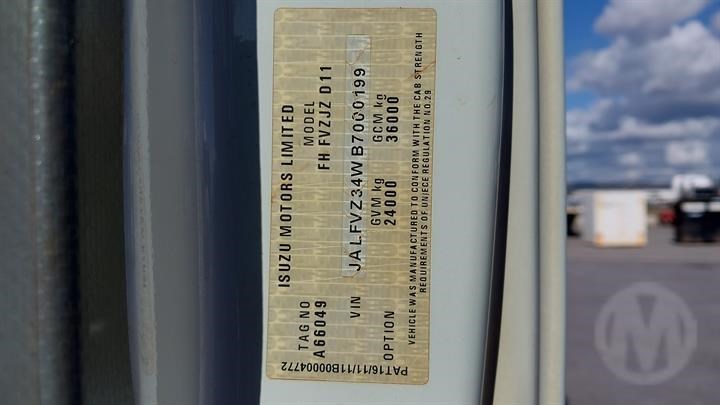 ISUZU MOTORS LIMITED
TAG NO MODEL
A66049 FH FVZJZ D11
VIN JALFVZ34WB7000199
GVM kg GCM kg
OPTION 24000 36000
VEHICLE WAS MANUFACTURED TO CONFORM WITH THE CAB STRENGTH
REQUIREMENTS OF UN/ECE REGULATION NO.29
PAT16/11/11B000004772
M